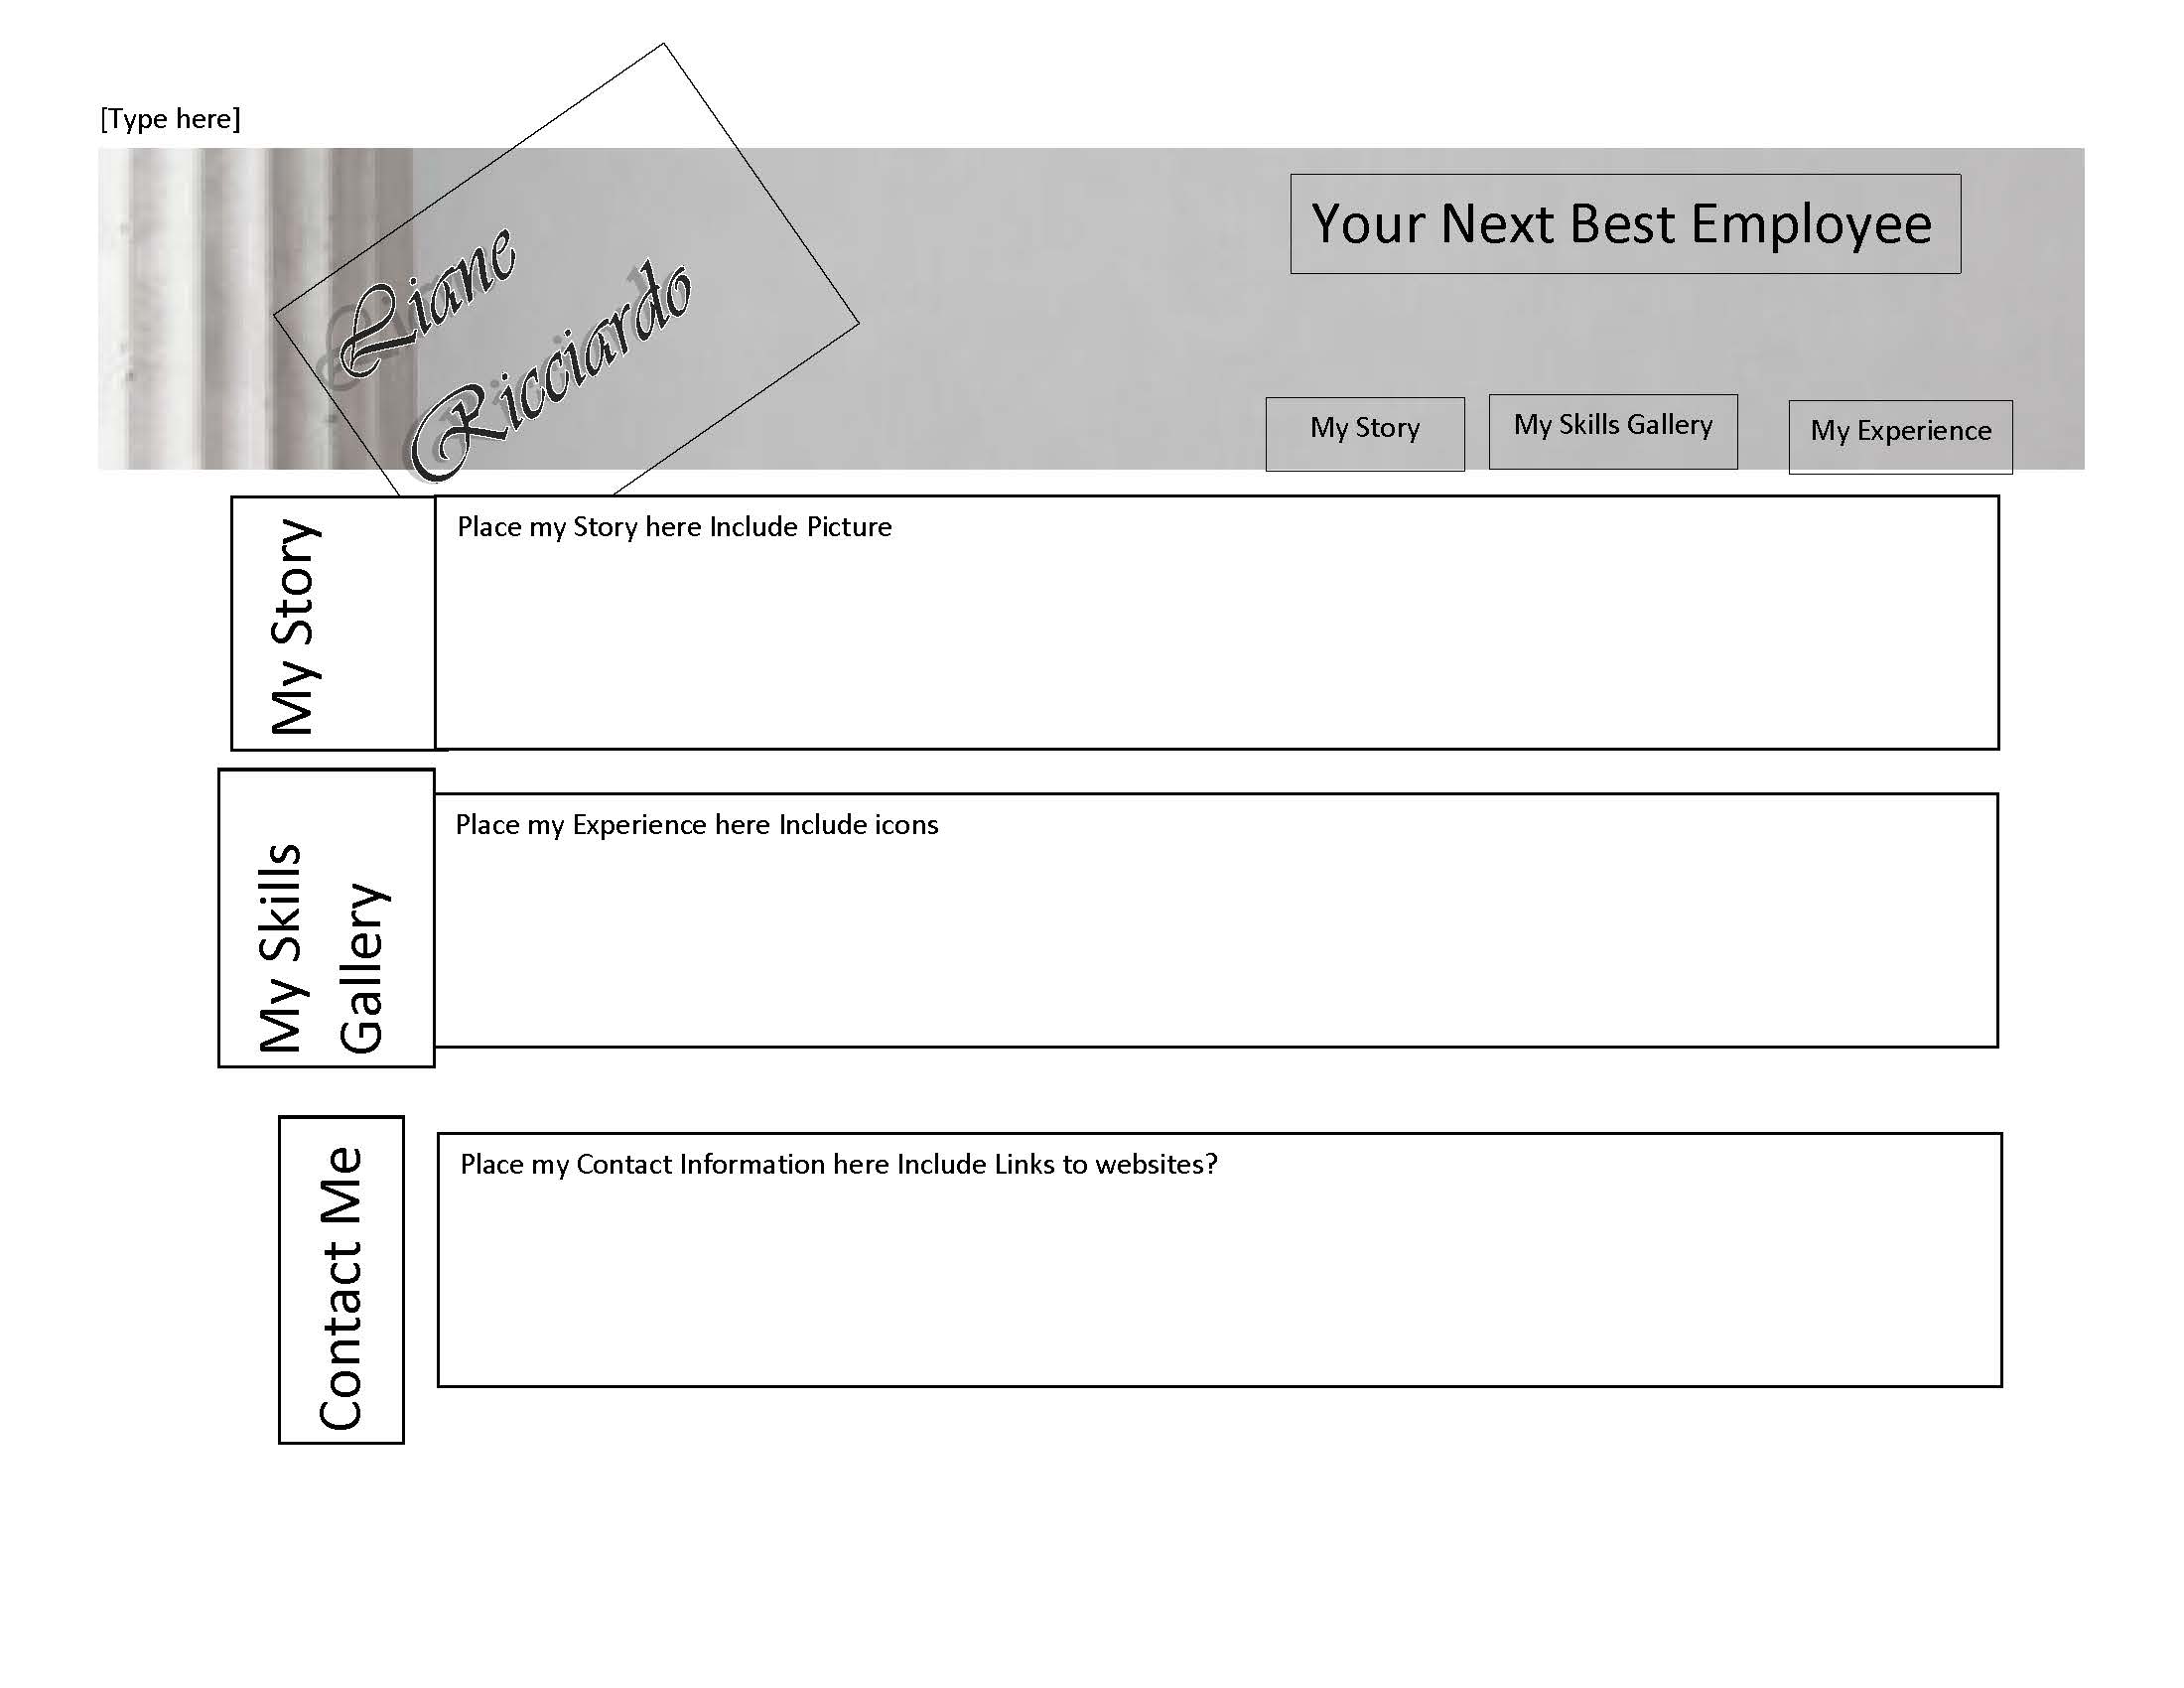 [Type here]
Liane
Ricciardo
Your Next Best Employee
My Story
My Skills Gallery
My Experience
My Story
Place my Story here Include Picture
My Skills
Gallery
Place my Experience here Include icons
Contact Me
Place my Contact Information here Include Links to websites?